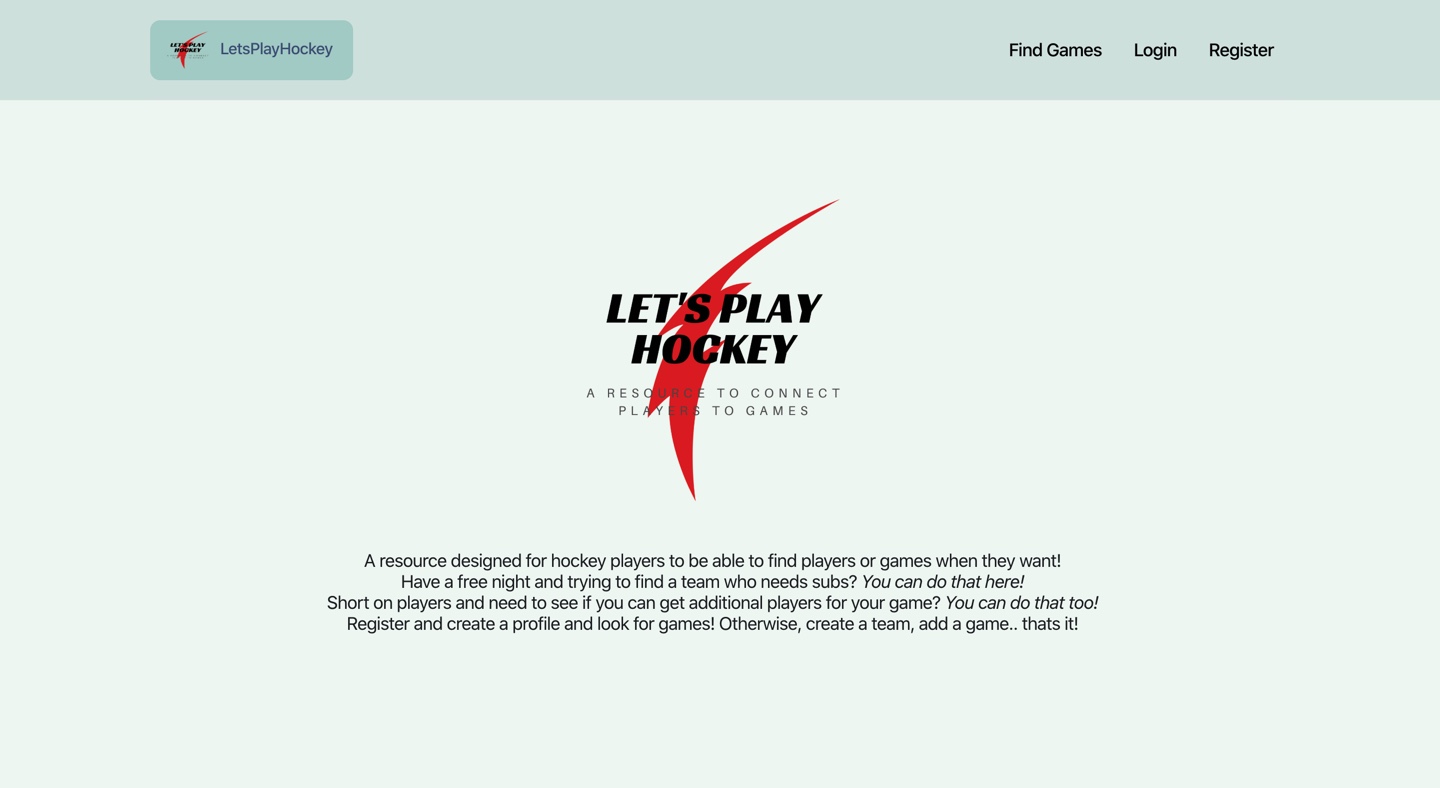 LET'S PLAY
HOCKEY
LetsPlayHockey
Find Games
Login
Register
LET'S PLAY
HOCKEY
A RESOURCE TO CONNECT
PLAYERS TO GAMES
A resource designed for hockey players to be able to find players or games when they want!
Have a free night and trying to find a team who needs subs? You can do that here!
Short on players and need to see if you can get additional players for your game? You can do that too!
Register and create a profile and look for games! Otherwise, create a team, add a game.. thats it!